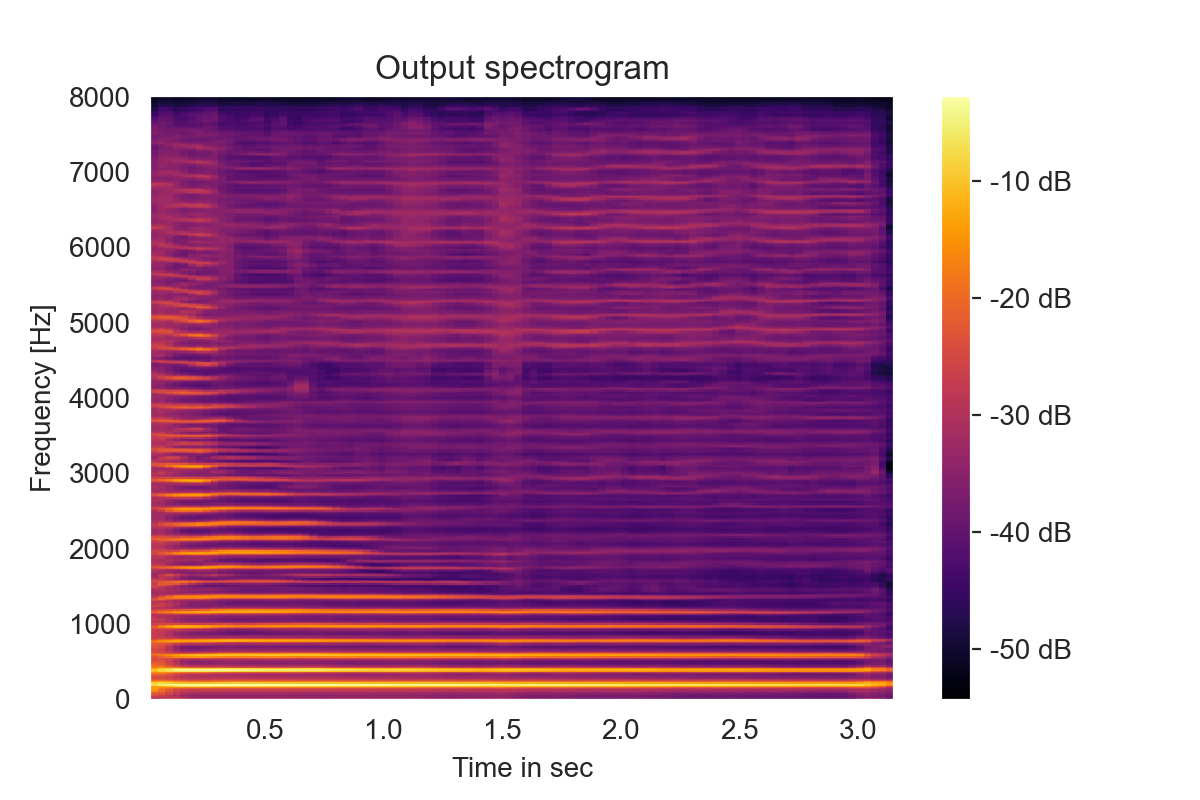 Output spectrogram
8000
7000
6000
5000
4000
3000
2000
1000
0
Frequency [Hz]
0.5 1.0 1.5 2.0 2.5 3.0
Time in sec
-10 dB
-20 dB
-30 dB
-40 dB
-50 dB